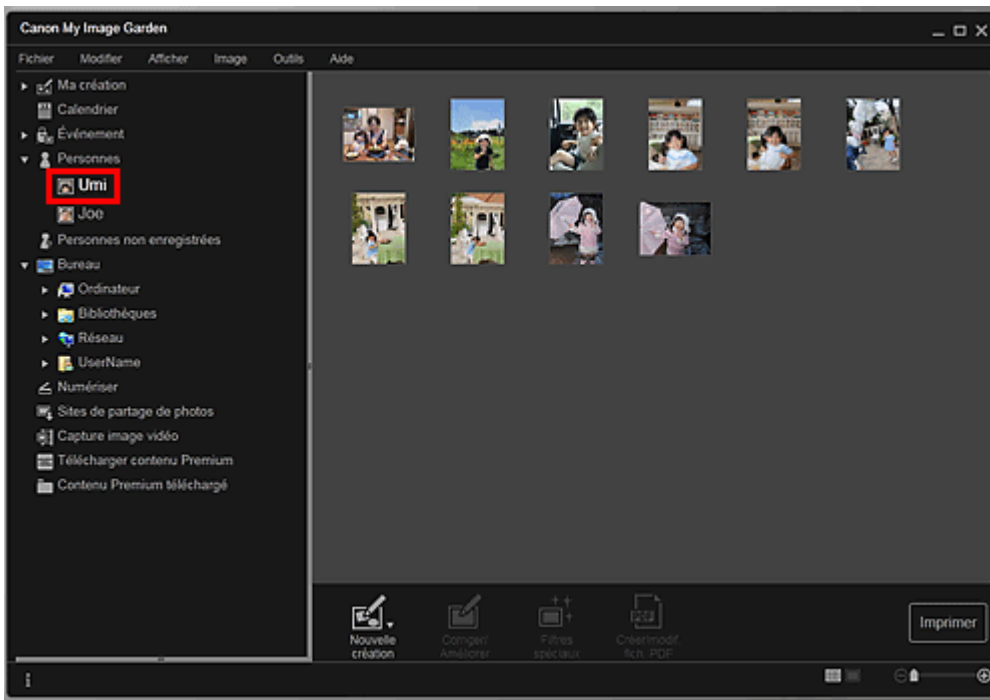 Canon My Image Garden
Fichier Modifier Afficher Image Outils Aide
Ma création
Calendrier
Événement
Personnes
Umi
Joe
Personnes non enregistrées
Bureau
Ordinateur
Bibliothèques
Réseau
UserName
Numériser
Sites de partage de photos
Capture image vidéo
Télécharger contenu Premium
Contenu Premium téléchargé
Nouvelle
création
Corriger/
Améliorer
Filtres
spéciaux
Créer/modif
fich. PDF
Imprimer